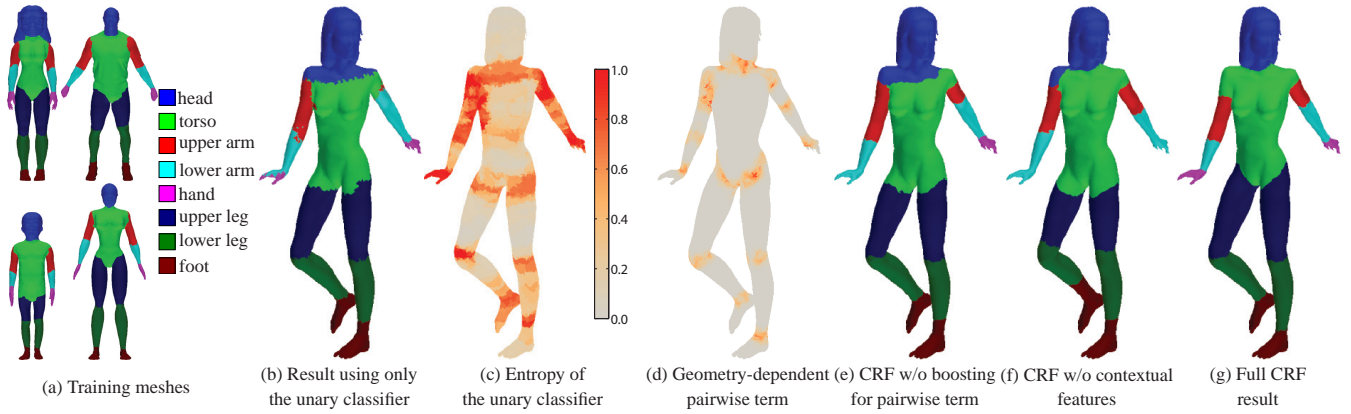 head
torso
upper arm
lower arm
hand
upper leg
lower leg
foot
1.0
0.8
0.6
0.4
0.2
0.0
(a) Training meshes
(b) Result using only
the unary classifier
(c) Entropy of
the unary classifier
(d) Geometry-dependent
pairwise term
(e) CRF w/o boosting
for pairwise term
(f) CRF w/o contextual
features
(g) Full CRF
result